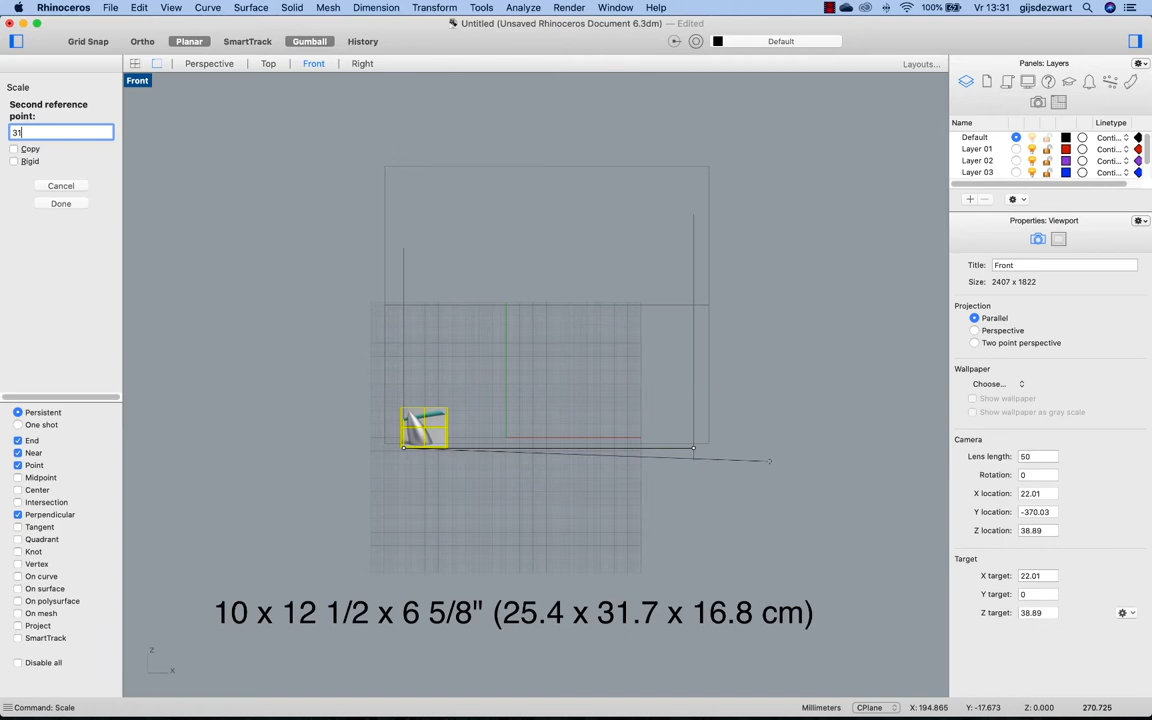 Rhinoceros File Edit View Curve Surface Solid Mesh Dimension Transform Tools Analyze Render Window Help 100% Vr 13:31 gijsdezwart
Untitled (Unsaved Rhinoceros Document 6.3dm) — Edited
Grid Snap Ortho Planar SmartTrack Gumball History Default
Perspective Top Front Right Layouts...
Panels: Layers
Front
Scale
Second reference
point:
31
Copy
Rigid
Cancel
Done
Name Linetype
Default Conti...
Layer 01 Conti...
Layer 02 Conti...
Layer 03 Conti...
Properties: Viewport
Title: Front
Size: 2407 x 1822
Projection
Parallel
Perspective
Two point perspective
Wallpaper
Choose...
Show wallpaper
Show wallpaper as gray scale
Camera
Lens length: 50
Rotation: 0
X location: 22.01
Y location: -370.03
Z location: 38.89
Target
X target: 22.01
Y target: 0
Z target: 38.89
Persistent
One shot
End
Near
Point
Midpoint
Center
Intersection
Perpendicular
Tangent
Quadrant
Knot
Vertex
On curve
On surface
On polysurface
On mesh
Project
SmartTrack
Disable all
10 x 12 1/2 x 6 5/8" (25.4 x 31.7 x 16.8 cm)
z
x
Command: Scale Millimeters CPlane X: 194.865 Y: -17.673 Z: 0.000 270.725